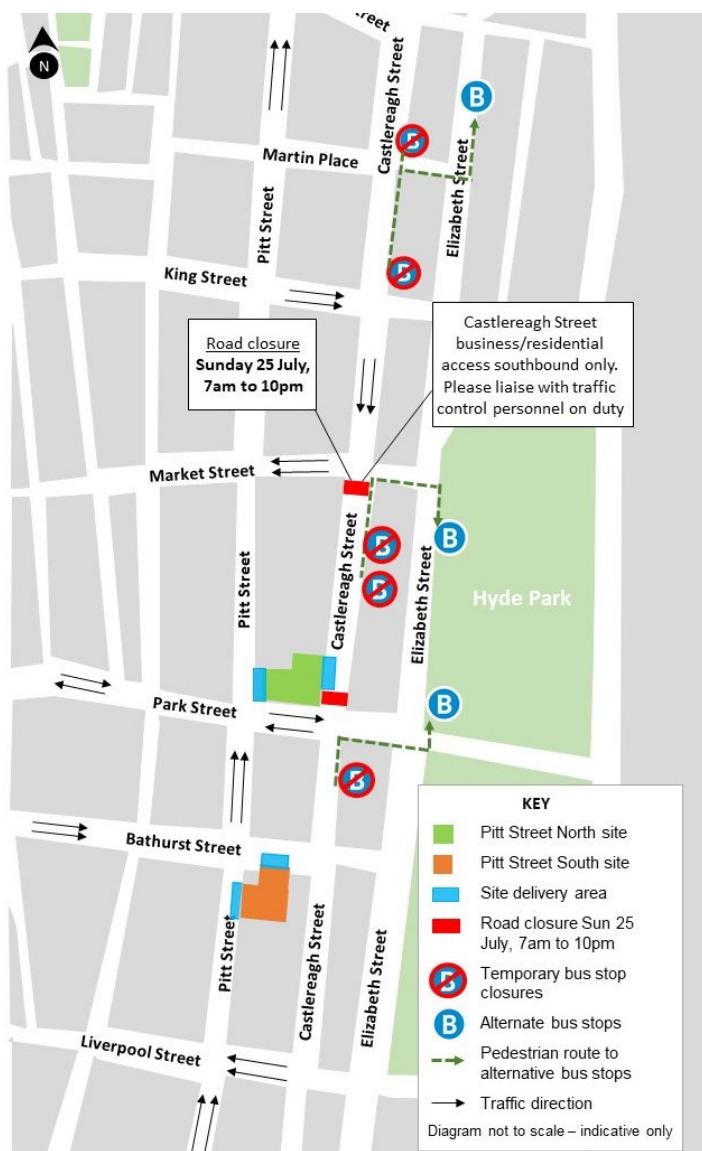 N
Street
Castlereagh Street
B
B
Martin Place
Elizabeth Street
Pitt Street
King Street
B
Road closure
Sunday 25 July,
7am to 10pm
Castlereagh Street
business/residential
access southbound only.
Please liaise with traffic
control personnel on duty
Market Street
Castlereagh Street
B
B
B
Pitt Street
Elizabeth Street
Hyde Park
Park Street
B
B
Bathurst Street
Pitt Street
Castlereagh Street
Elizabeth Street
Liverpool Street
KEY
Pitt Street North site
Pitt Street South site
Site delivery area
Road closure Sun 25
July, 7am to 10pm
B
Temporary bus stop
closures
B
Alternate bus stops
Pedestrian route to
alternative bus stops
Traffic direction
Diagram not to scale – indicative only